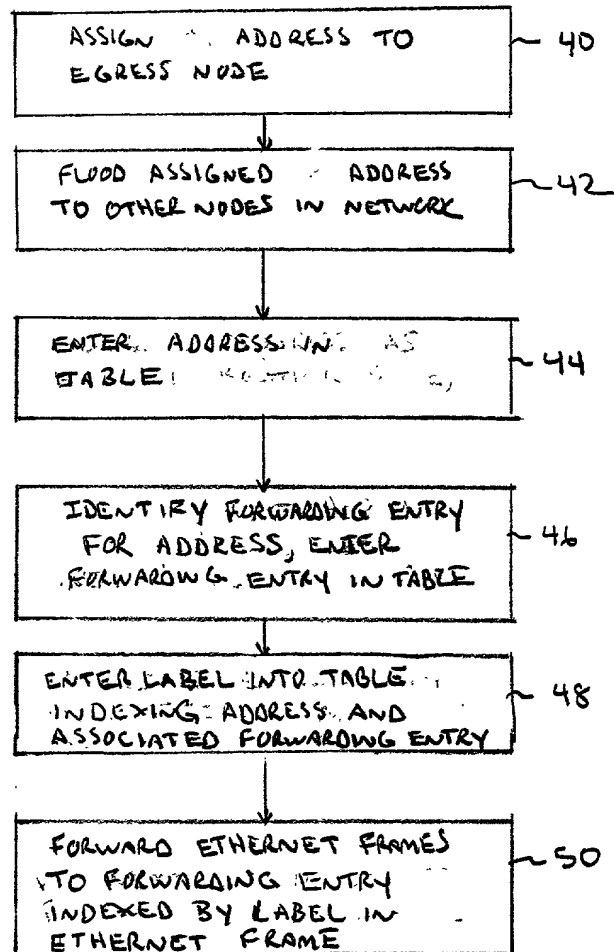 ASSIGN ADDRESS TO
EGRESS NODE
40
FLOOD ASSIGNED ADDRESS
TO OTHER NODES IN NETWORK
42
ENTER ADDRESS IN AS
TABLE
44
IDENTIFY FORWARDING ENTRY
FOR ADDRESS, ENTER
FORWARDING ENTRY IN TABLE
46
ENTER LABEL INTO TABLE
INDEXING ADDRESS AND
ASSOCIATED FORWARDING ENTRY
48
FORWARD ETHERNET FRAMES
TO FORWARDING ENTRY
INDEXED BY LABEL IN
ETHERNET FRAME
50